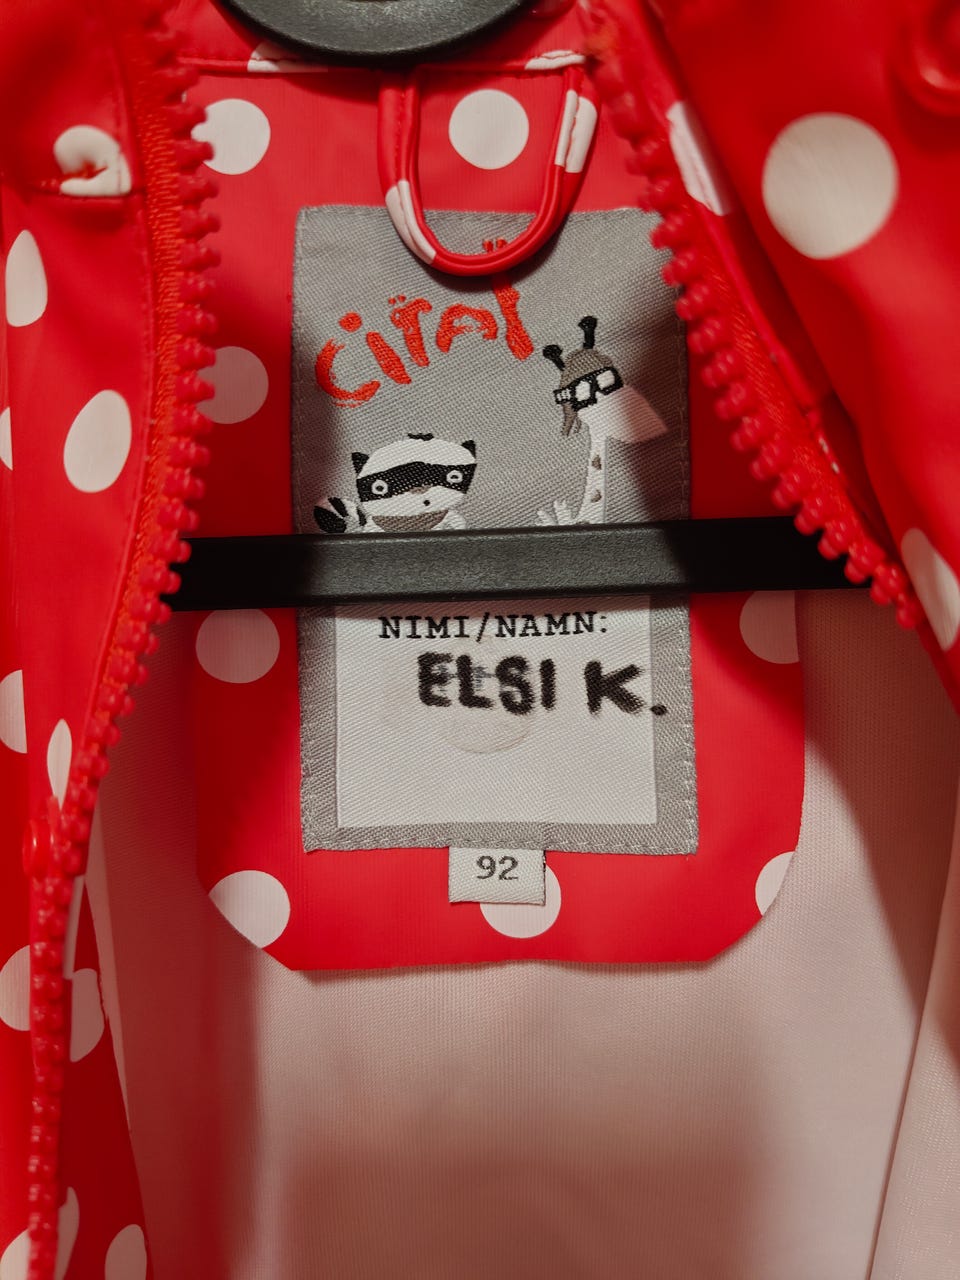 CiRAF
NIMI/NAMN:
ELSI K.
92